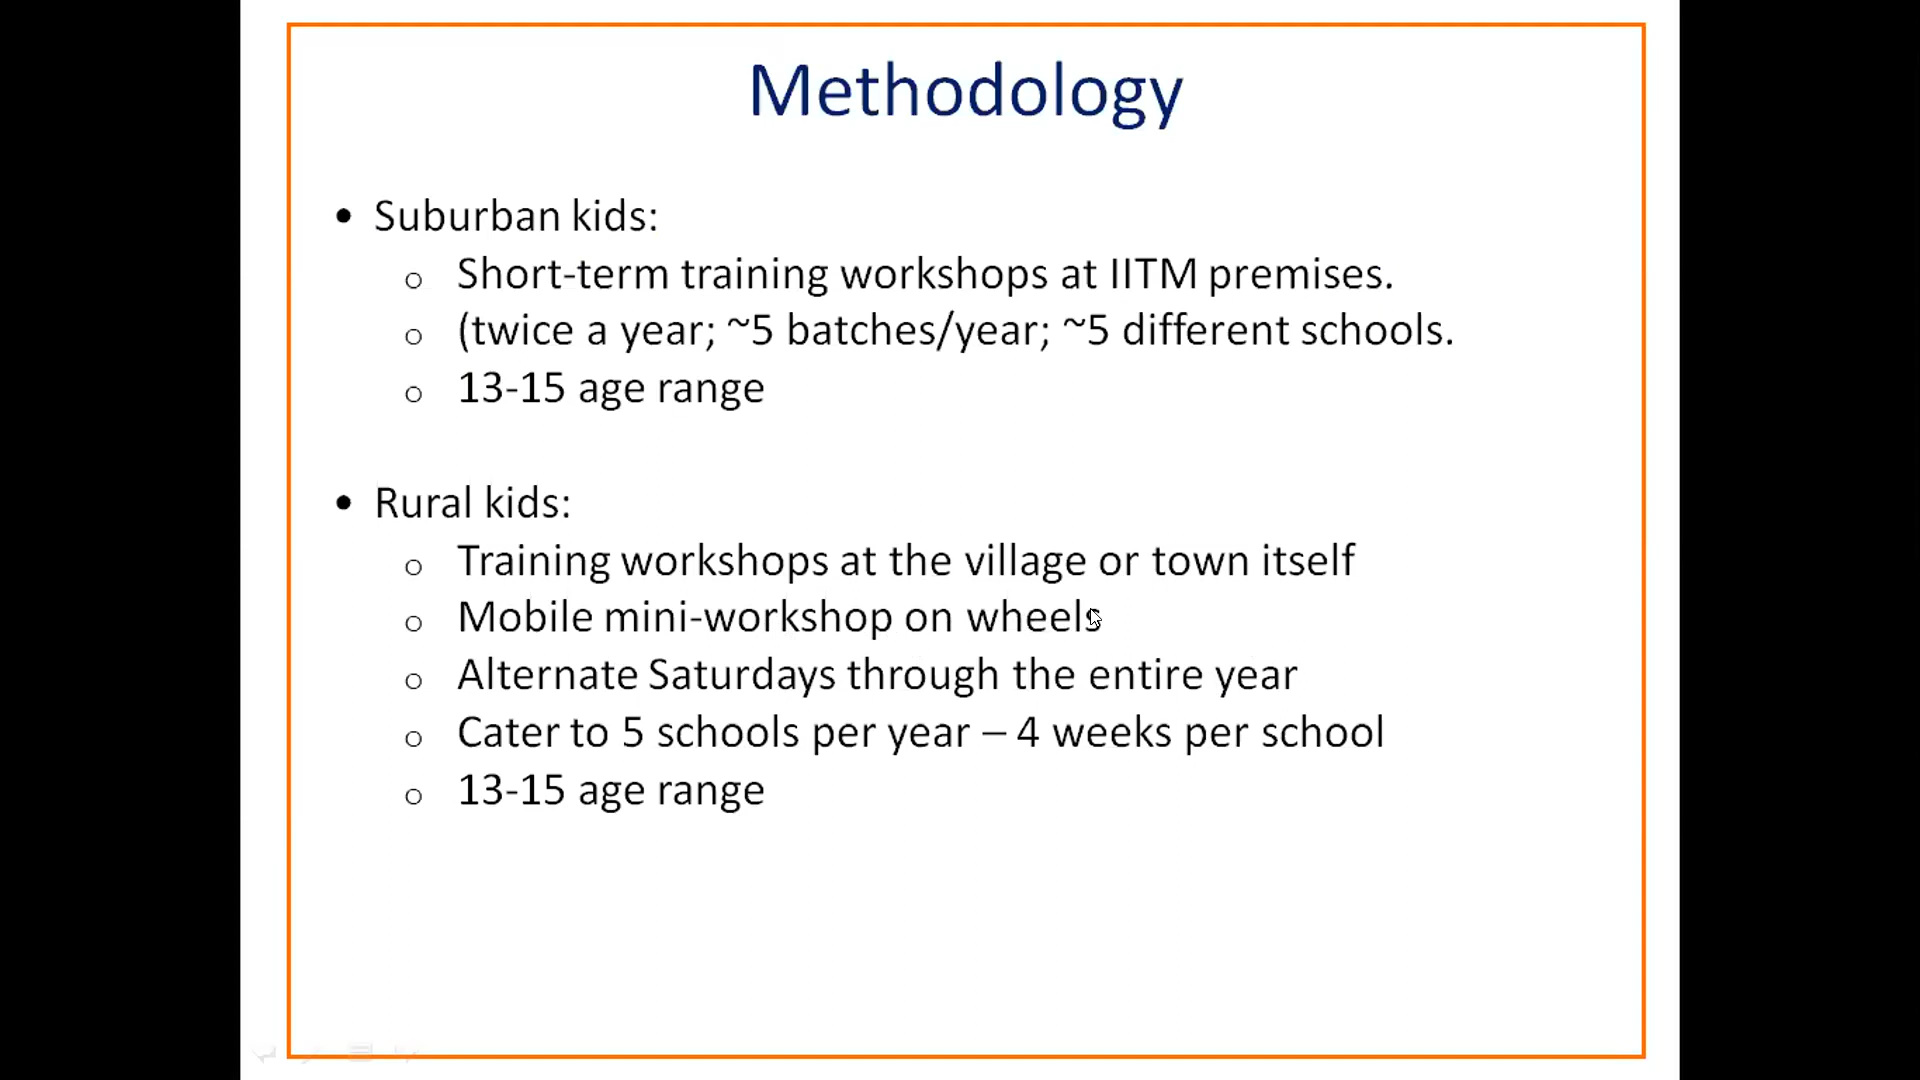 Methodology
• Suburban kids:
o Short-term training workshops at IITM premises.
o (twice a year; ~5 batches/year; ~5 different schools.
o 13-15 age range
• Rural kids:
o Training workshops at the village or town itself
o Mobile mini-workshop on wheels
o Alternate Saturdays through the entire year
o Cater to 5 schools per year – 4 weeks per school
o 13-15 age range